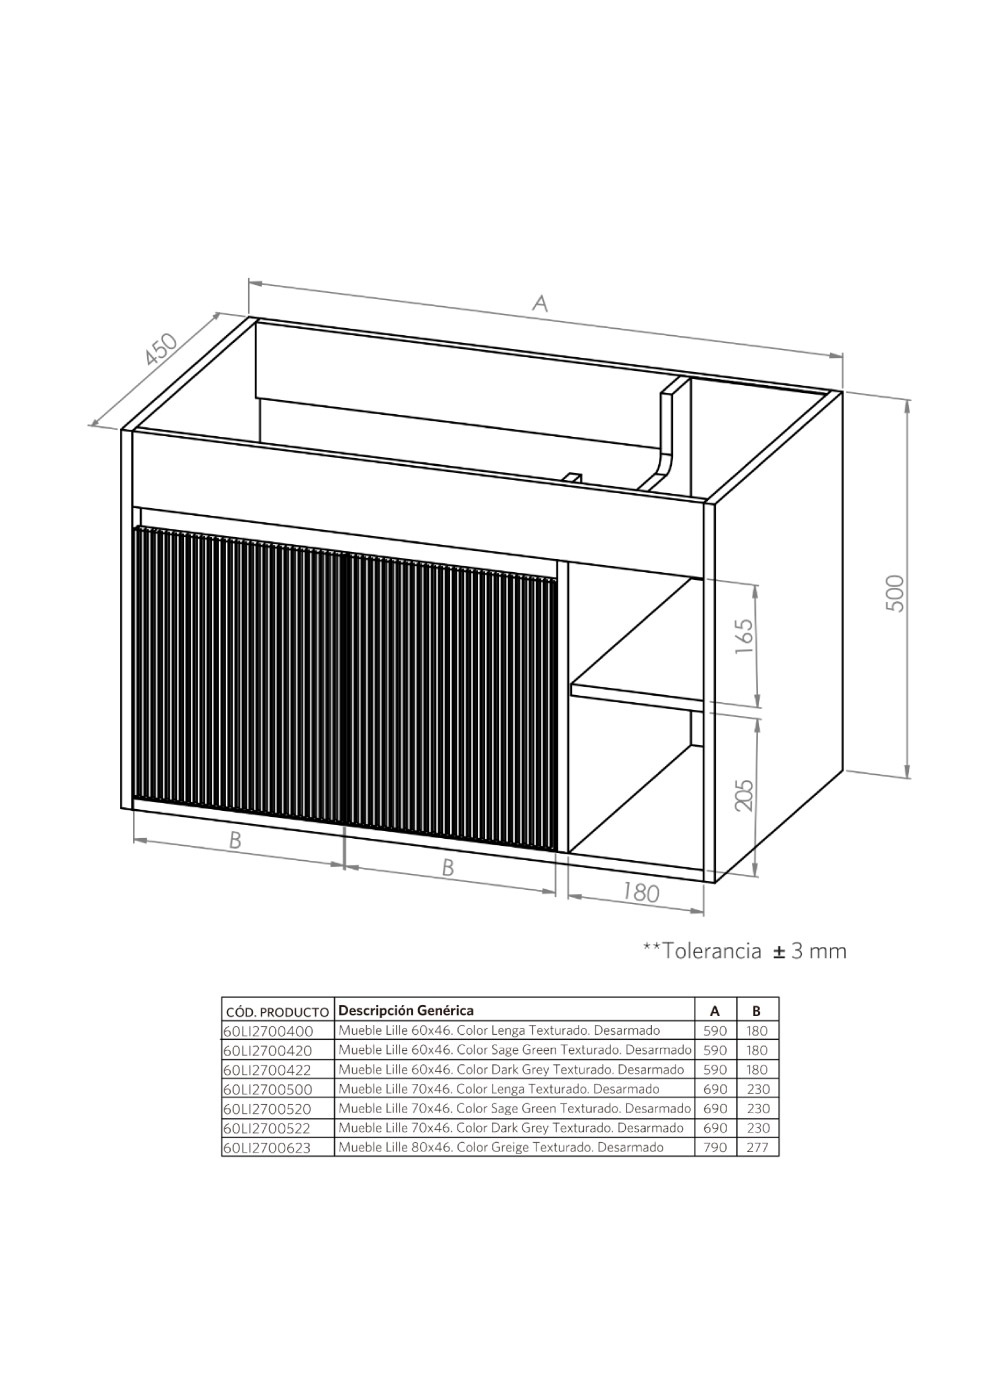 A
450
500
165
205
B
B
180
**Tolerancia ± 3 mm
CÓD. PRODUCTO Descripción Genérica A B
60LI2700400 Mueble Lille 60x46. Color Lenga Texturado. Desarmado 590 180
60LI2700420 Mueble Lille 60x46. Color Sage Green Texturado. Desarmado 590 180
60LI2700422 Mueble Lille 60x46. Color Dark Grey Texturado. Desarmado 590 180
60LI2700500 Mueble Lille 70x46. Color Lenga Texturado. Desarmado 690 230
60LI2700520 Mueble Lille 70x46. Color Sage Green Texturado. Desarmado 690 230
60LI2700522 Mueble Lille 70x46. Color Dark Grey Texturado. Desarmado 690 230
60LI2700623 Mueble Lille 80x46. Color Greige Texturado. Desarmado 790 277